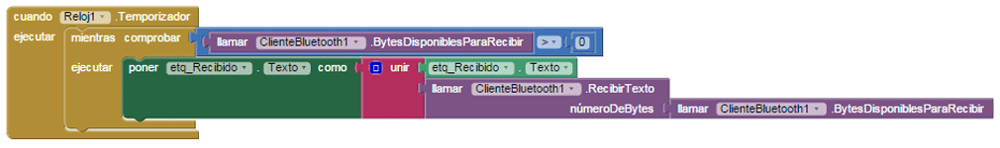 cuando Reloj1 .Temporizador
ejecutar mientras comprobar llamar ClienteBluetooth1 .BytesDisponiblesParaRecibir > 0
ejecutar poner etq_Recibido . Texto como unir etq_Recibido . Texto
llamar ClienteBluetooth1 .RecibirTexto
númeroDeBytes llamar ClienteBluetooth1 .BytesDisponiblesParaRecibir